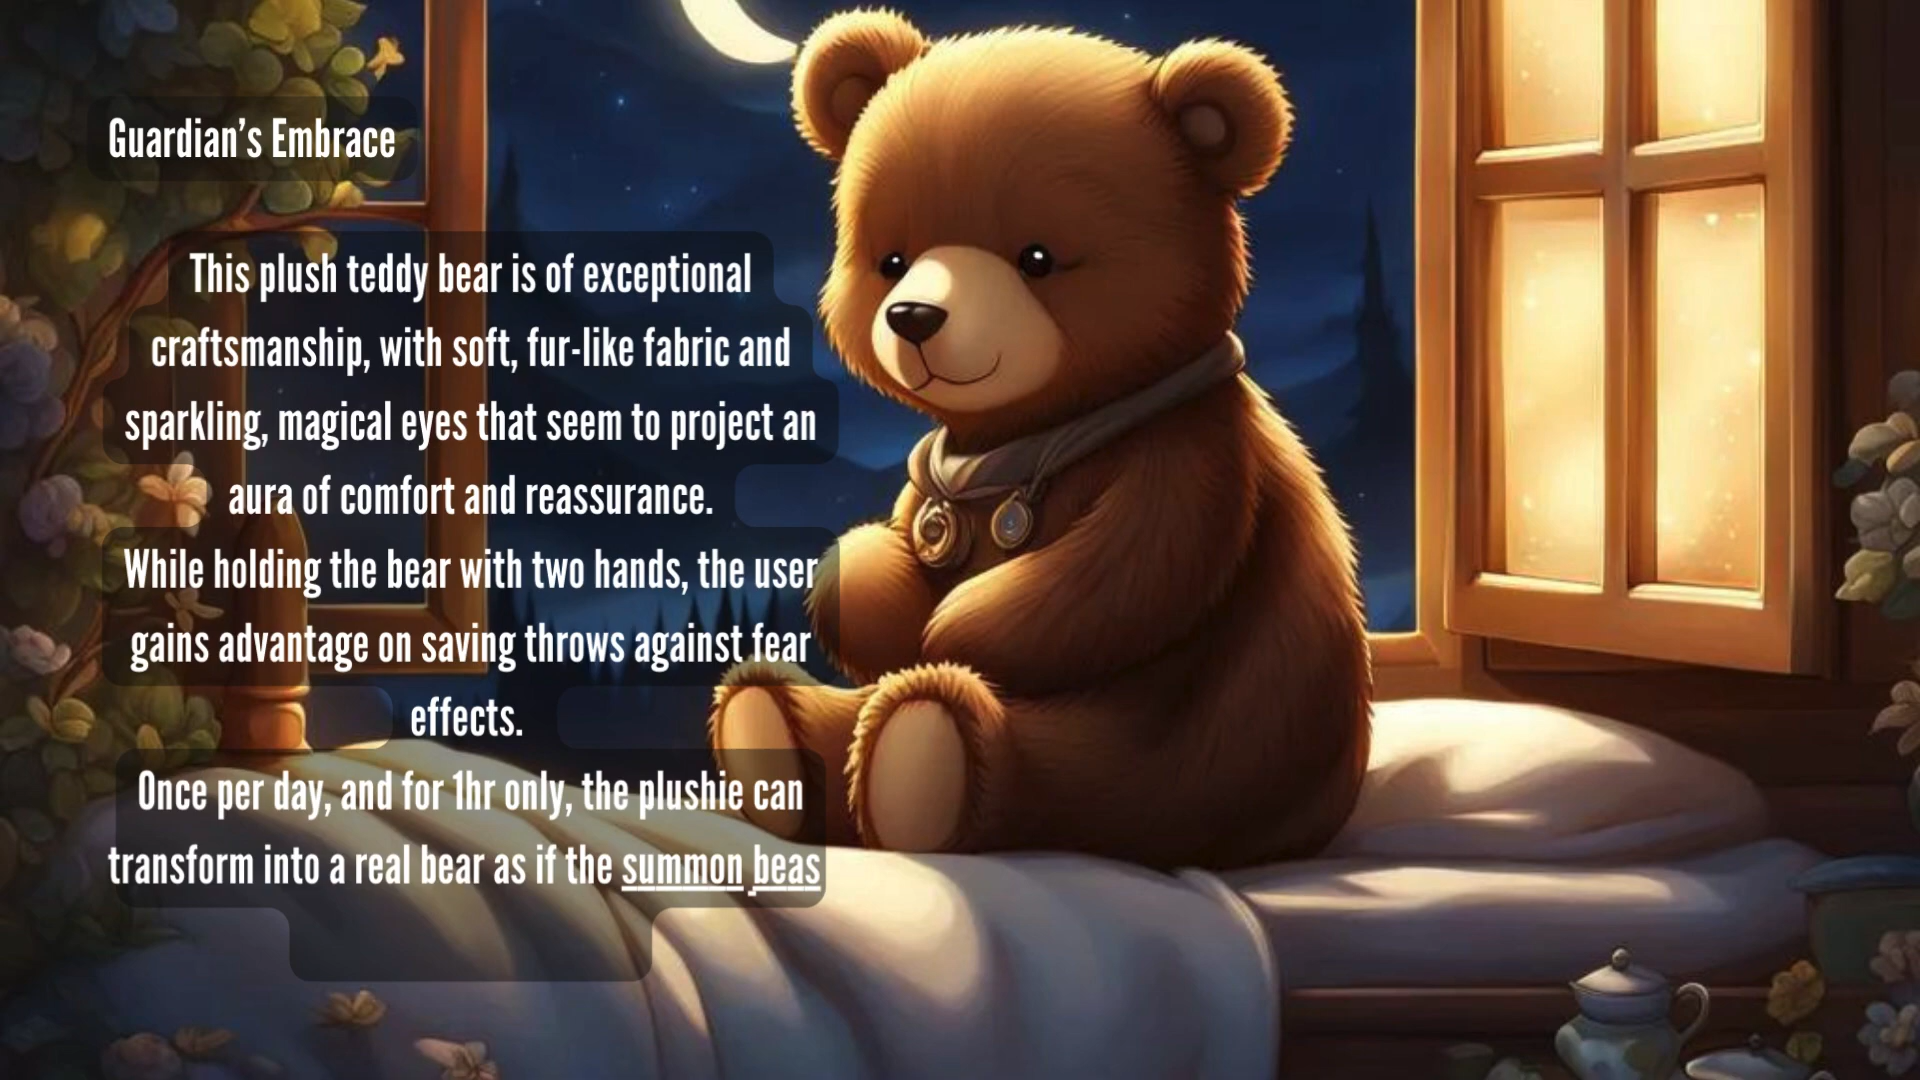 Guardian’s Embrace
This plush teddy bear is of exceptional
craftsmanship, with soft, fur-like fabric and
sparkling, magical eyes that seem to project an
aura of comfort and reassurance.
While holding the bear with two hands, the user
gains advantage on saving throws against fear
effects.
Once per day, and for 1hr only, the plushie can
transform into a real bear as if the summon beas